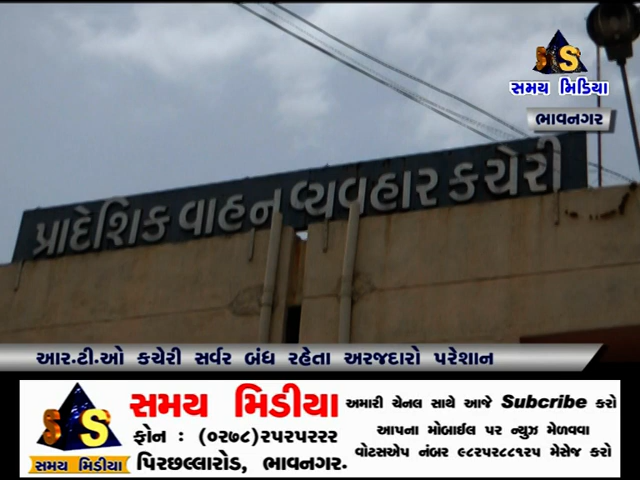 સમય મિડિયા
ભાવનગર
પ્રાદેશિક વાહન વ્યવહાર કચેરી
આર.ટી.ઓ કચેરી સર્વર બંધ રહેતા અરજદારો પરેશાન
સમય મિડીયા
ફોન : (૦૨૭૮)૨૫૨૫૨૨૨
પિરછલ્લારોડ, ભાવનગર.
અમારી ચેનલ સાથે આજે Subcribe કરો
આપના મોબાઈલ પર ન્યુઝ મેળવવા
વોટસએપ નંબર ૯૮૨૫૨૮૮૧૨૫ મેસેજ કરો
સમય મિડીયા